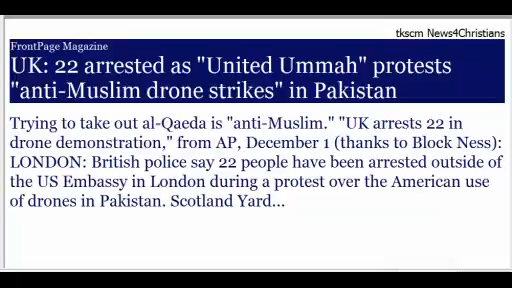 tkscm News4Christians
FrontPage Magazine
UK: 22 arrested as "United Ummah" protests
"anti-Muslim drone strikes" in Pakistan
Trying to take out al-Qaeda is "anti-Muslim." "UK arrests 22 in
drone demonstration," from AP, December 1 (thanks to Block Ness):
LONDON: British police say 22 people have been arrested outside of
the US Embassy in London during a protest over the American use
of drones in Pakistan. Scotland Yard...